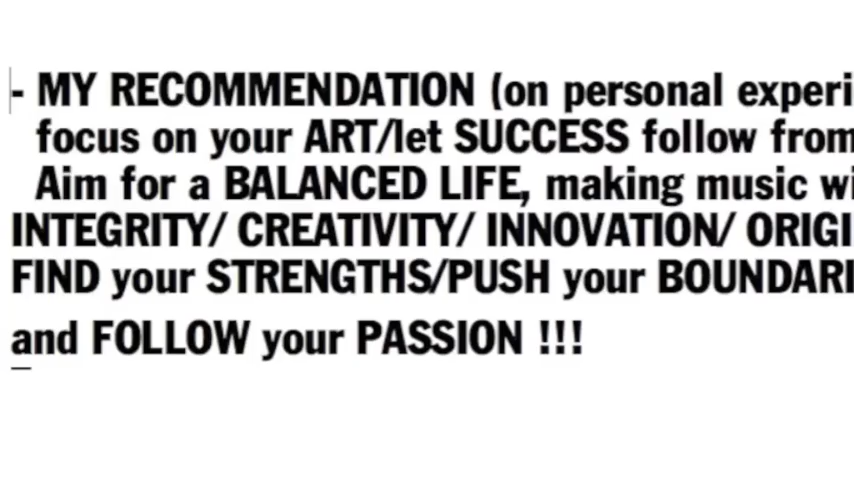 - MY RECOMMENDATION (on personal experi
focus on your ART/let SUCCESS follow from
Aim for a BALANCED LIFE, making music wi
INTEGRITY/ CREATIVITY/ INNOVATION/ ORIGI
FIND your STRENGTHS/PUSH your BOUNDARI
and FOLLOW your PASSION !!!